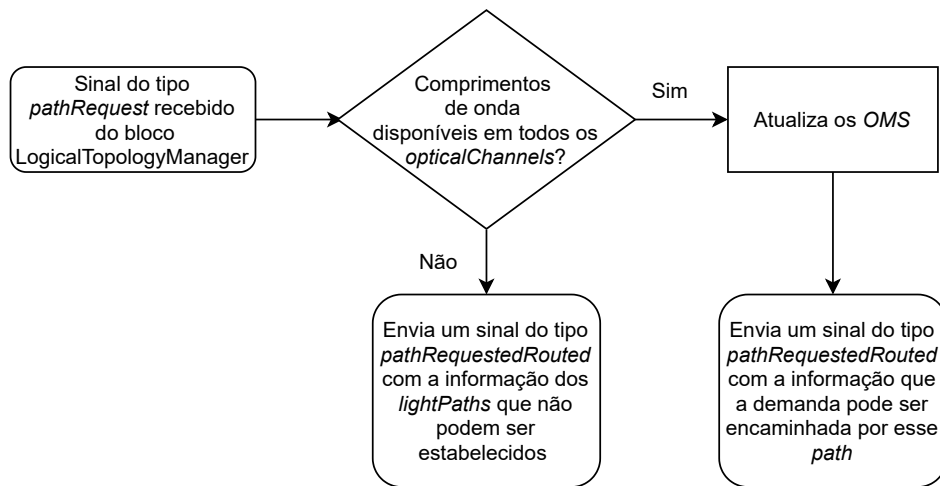 Sinal do tipo
pathRequest recebido
do bloco
LogicalTopologyManager
Comprimentos
de onda
disponíveis em todos os
opticalChannels?
Sim
Atualiza os OMS
Não
Envia um sinal do tipo
pathRequestedRouted
com a informação dos
lightPaths que não
podem ser
estabelecidos
Envia um sinal do tipo
pathRequestedRouted
com a informação que
a demanda pode ser
encaminhada por esse
path